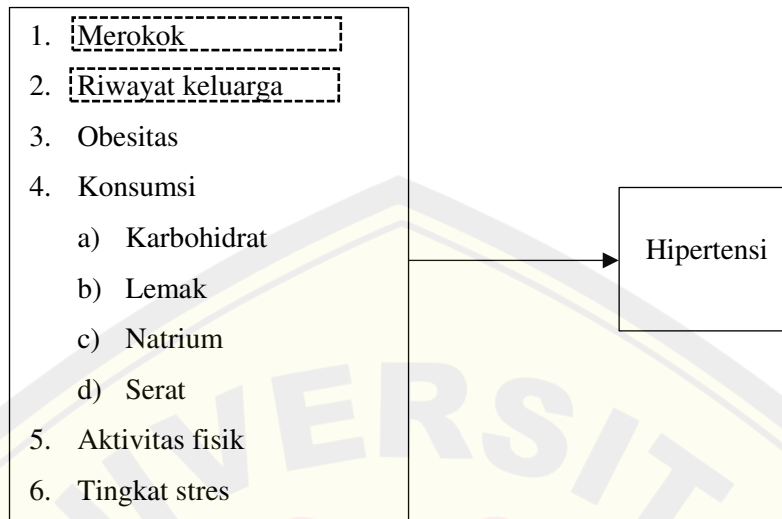 1. Merokok
2. Riwayat keluarga
3. Obesitas
4. Konsumsi
a) Karbohidrat
b) Lemak
c) Natrium
d) Serat
5. Aktivitas fisik
6. Tingkat stres
Hipertensi